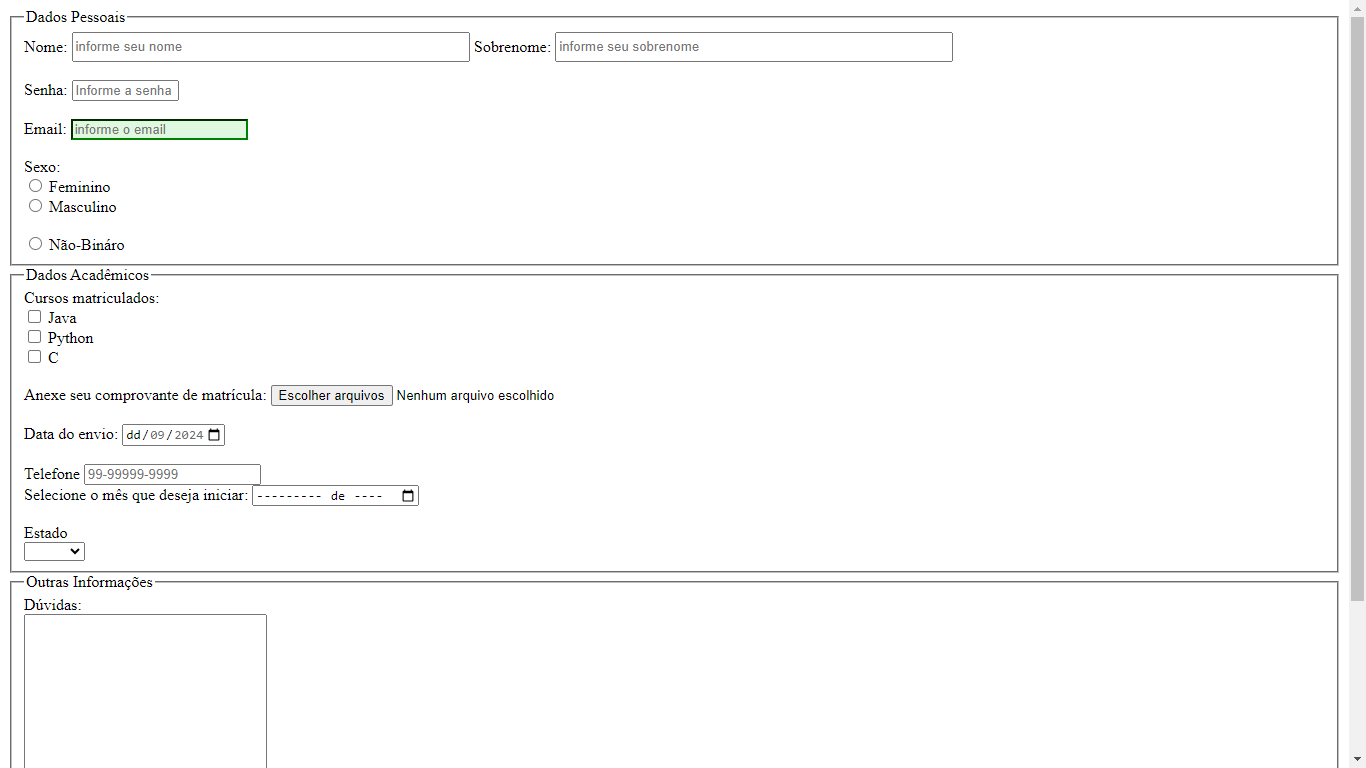 Dados Pessoais
Nome: informe seu nome Sobrenome: informe seu sobrenome
Senha: Informe a senha
Email: informe o email
Sexo:
Feminino
Masculino
Não-Bináro
Dados Acadêmicos
Cursos matriculados:
Java
Python
C
Anexe seu comprovante de matrícula: Escolher arquivos Nenhum arquivo escolhido
Data do envio: dd/09/2024
Telefone 99-99999-9999
Selecione o mês que deseja iniciar: --------- de ----
Estado
Outras Informações
Dúvidas: